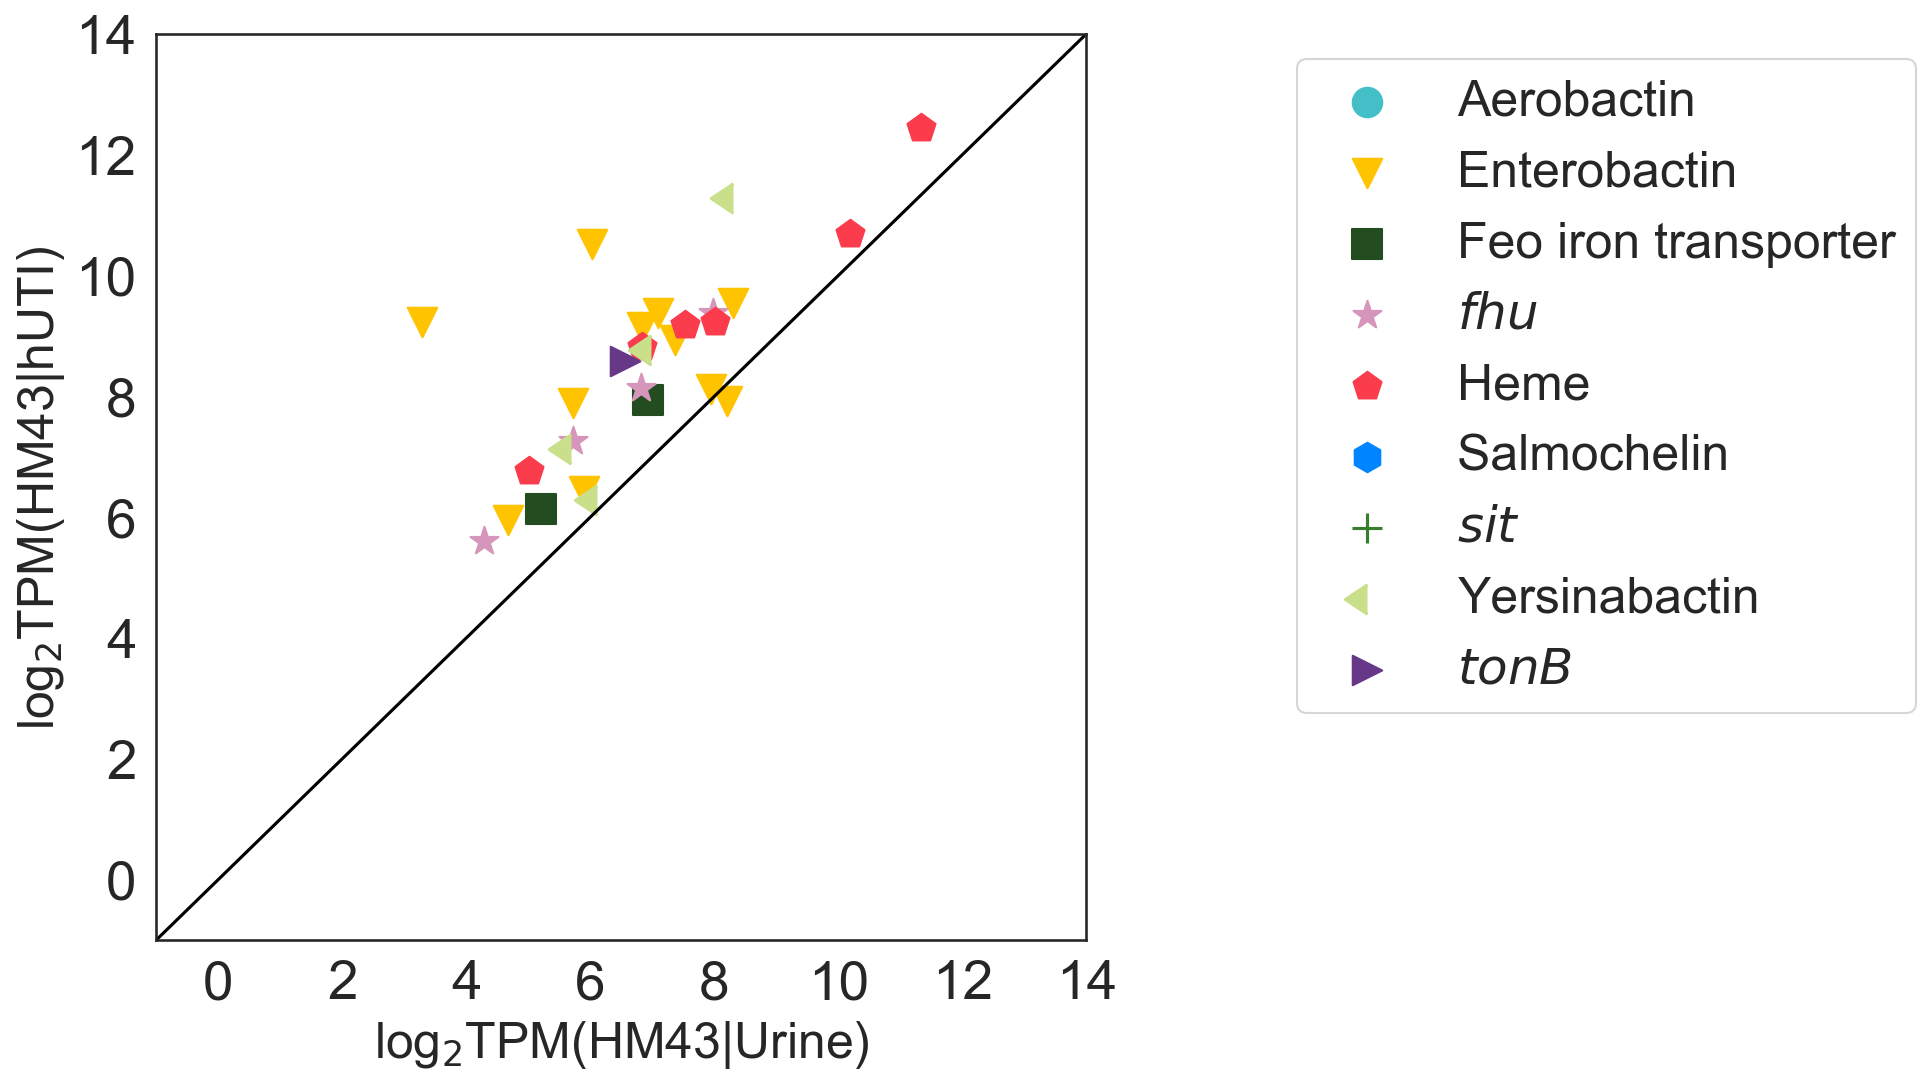 14
12
10
8
6
4
2
0
0 2 4 6 8 10 12 14
log₂TPM(HM43|hUTI)
log₂TPM(HM43|Urine)
Aerobactin
Enterobactin
Feo iron transporter
fhu
Heme
Salmochelin
sit
Yersinabactin
tonB